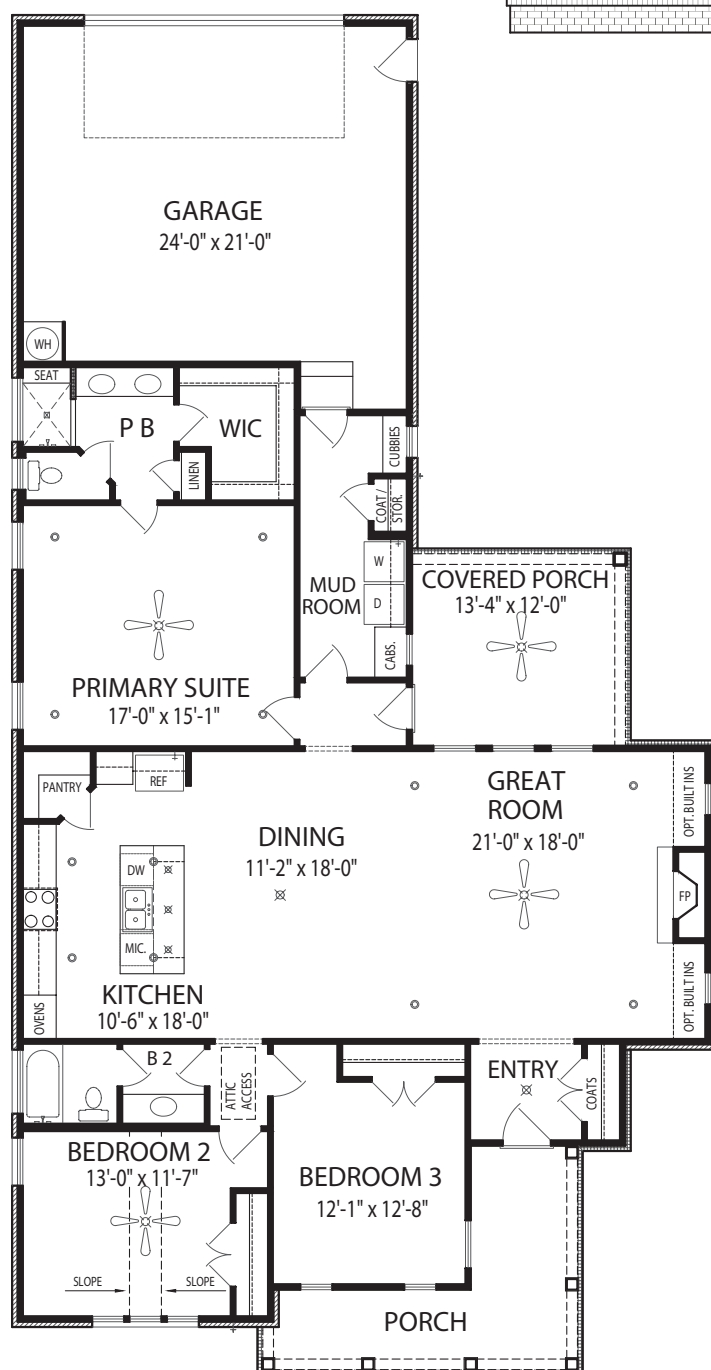 GARAGE
24'-0" x 21'-0"
WH
SEAT
P B
WIC
LINEN
CUBBIES
COAT/
STOR.
W
D
CABS.
MUD
ROOM
COVERED PORCH
13'-4" x 12'-0"
PRIMARY SUITE
17'-0" x 15'-1"
PANTRY
REF
GREAT
ROOM
21'-0" x 18'-0"
OPT. BUILT INS
DINING
11'-2" x 18'-0"
DW
MIC.
FP
KITCHEN
10'-6" x 18'-0"
OVENS
OPT. BUILT INS
B 2
ATTIC
ACCESS
ENTRY
COATS
BEDROOM 2
13'-0" x 11'-7"
BEDROOM 3
12'-1" x 12'-8"
SLOPE
SLOPE
PORCH